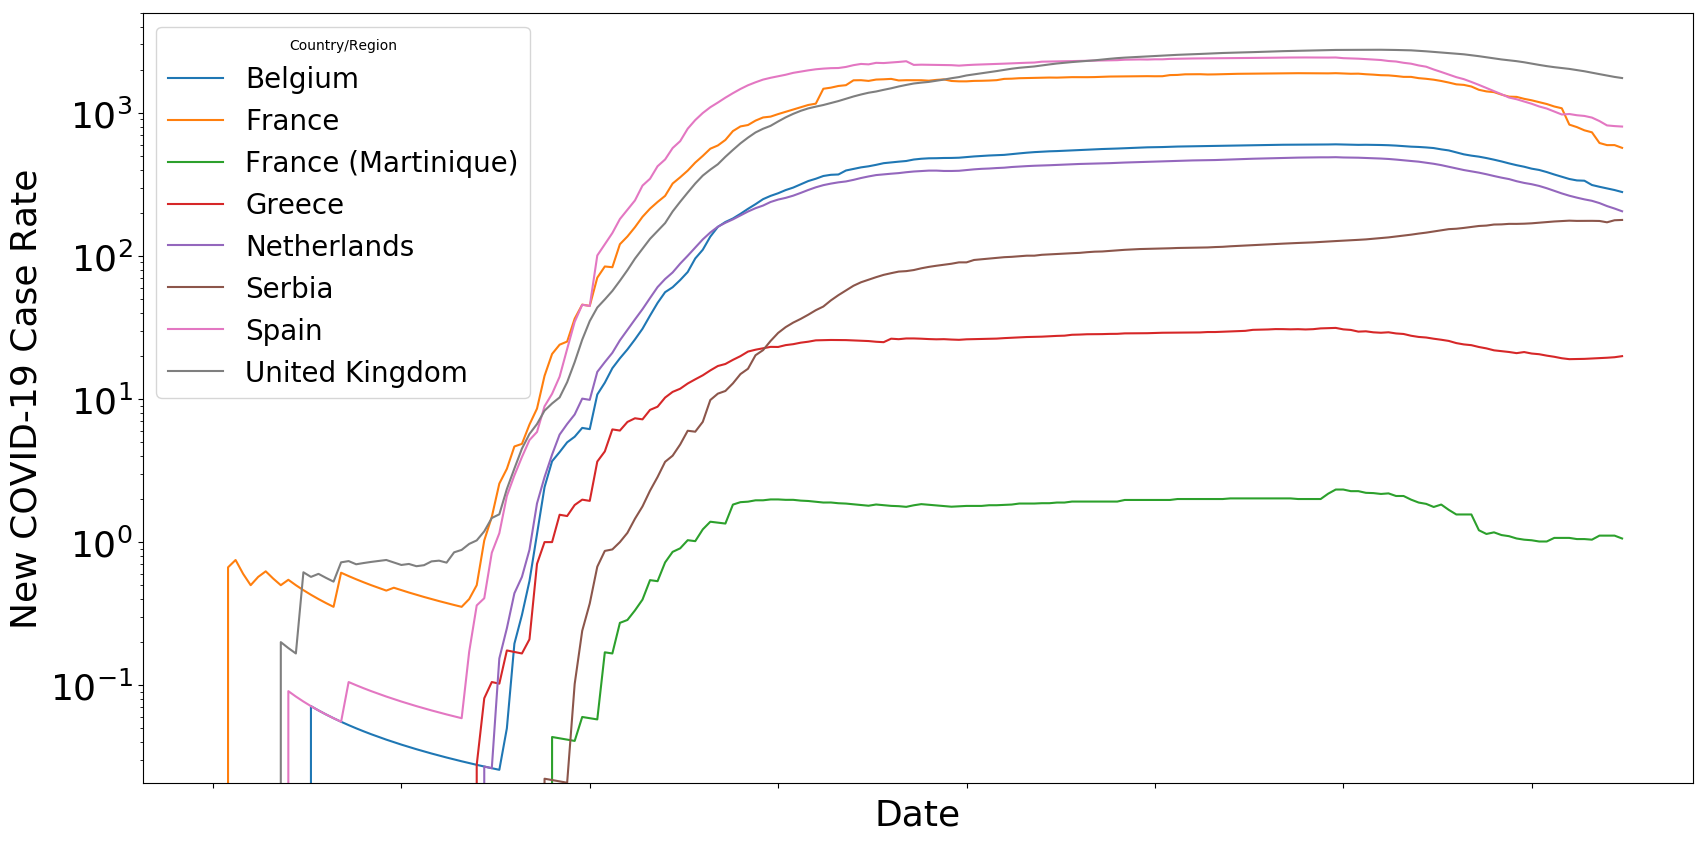 Country/Region
Belgium
France
France (Martinique)
Greece
Netherlands
Serbia
Spain
United Kingdom
New COVID-19 Case Rate
10³
10²
10¹
10⁰
10⁻¹
Date